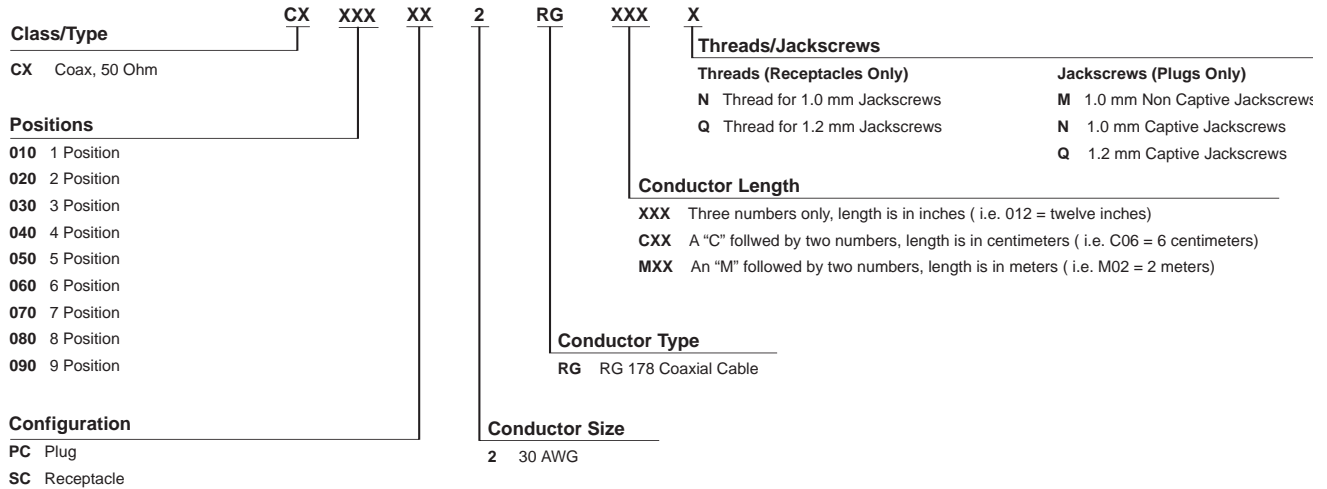 CX XXX XX 2 RG XXX X
Class/Type
CX Coax, 50 Ohm
Positions
010 1 Position
020 2 Position
030 3 Position
040 4 Position
050 5 Position
060 6 Position
070 7 Position
080 8 Position
090 9 Position
Configuration
PC Plug
SC Receptacle
Conductor Size
2 30 AWG
Conductor Type
RG RG 178 Coaxial Cable
Conductor Length
XXX Three numbers only, length is in inches ( i.e. 012 = twelve inches)
CXX A “C” follwed by two numbers, length is in centimeters ( i.e. C06 = 6 centimeters)
MXX An “M” followed by two numbers, length is in meters ( i.e. M02 = 2 meters)
Threads/Jackscrews
Threads (Receptacles Only)
N Thread for 1.0 mm Jackscrews
Q Thread for 1.2 mm Jackscrews
Jackscrews (Plugs Only)
M 1.0 mm Non Captive Jackscrews
N 1.0 mm Captive Jackscrews
Q 1.2 mm Captive Jackscrews